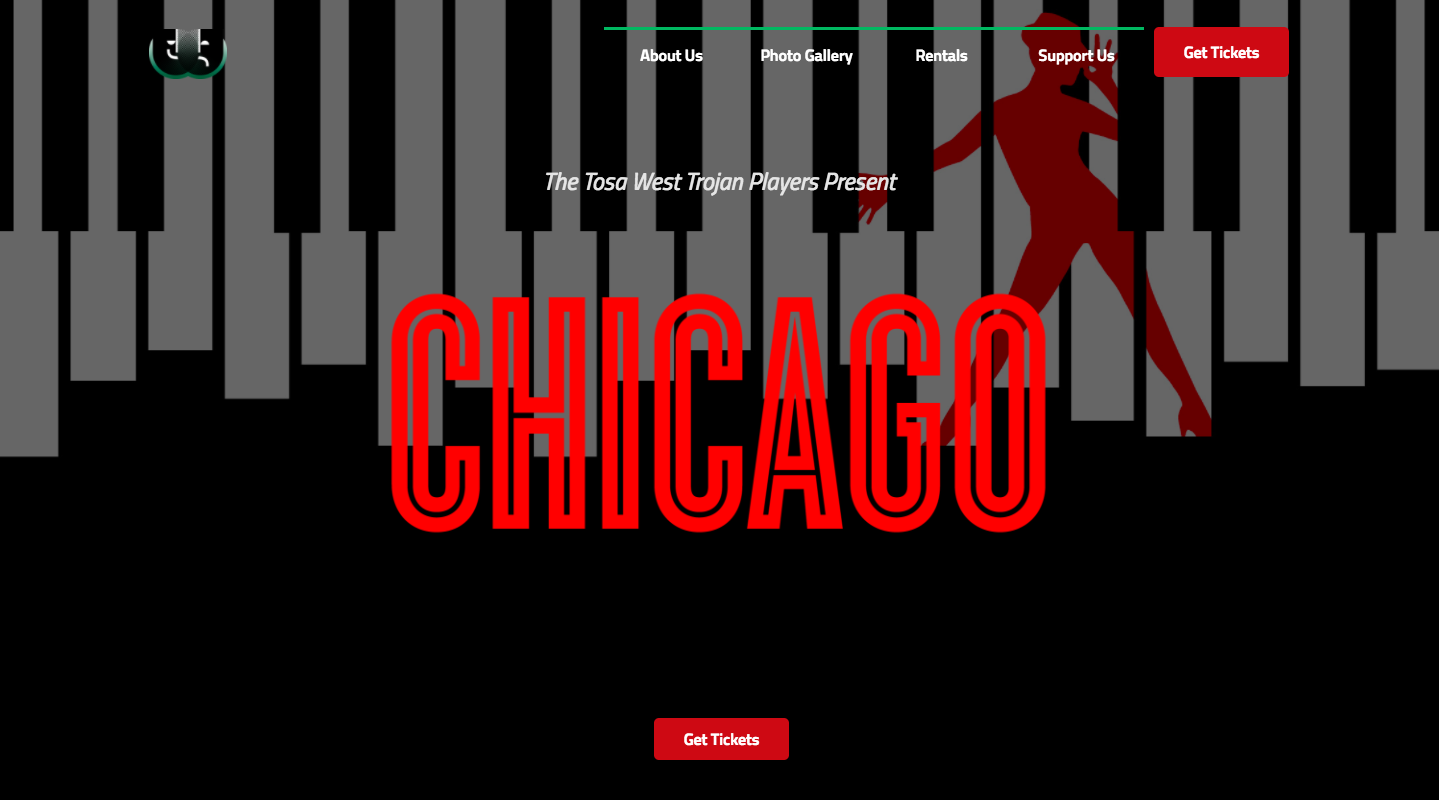 About Us Photo Gallery Rentals Support Us Get Tickets
The Tosa West Trojan Players Present
CHICAGO
Get Tickets